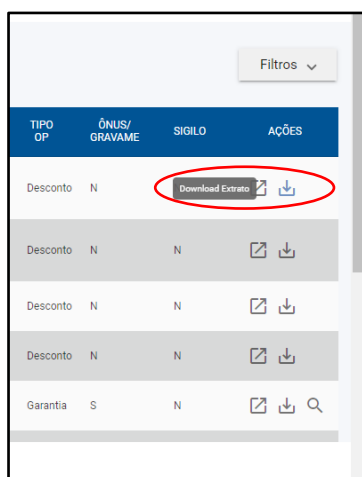 Filtros
TIPO OP ÔNUS/ GRAVAME SIGILO AÇÕES
Desconto N Download Extrato
Desconto N N
Desconto N N
Desconto N N
Garantia S N